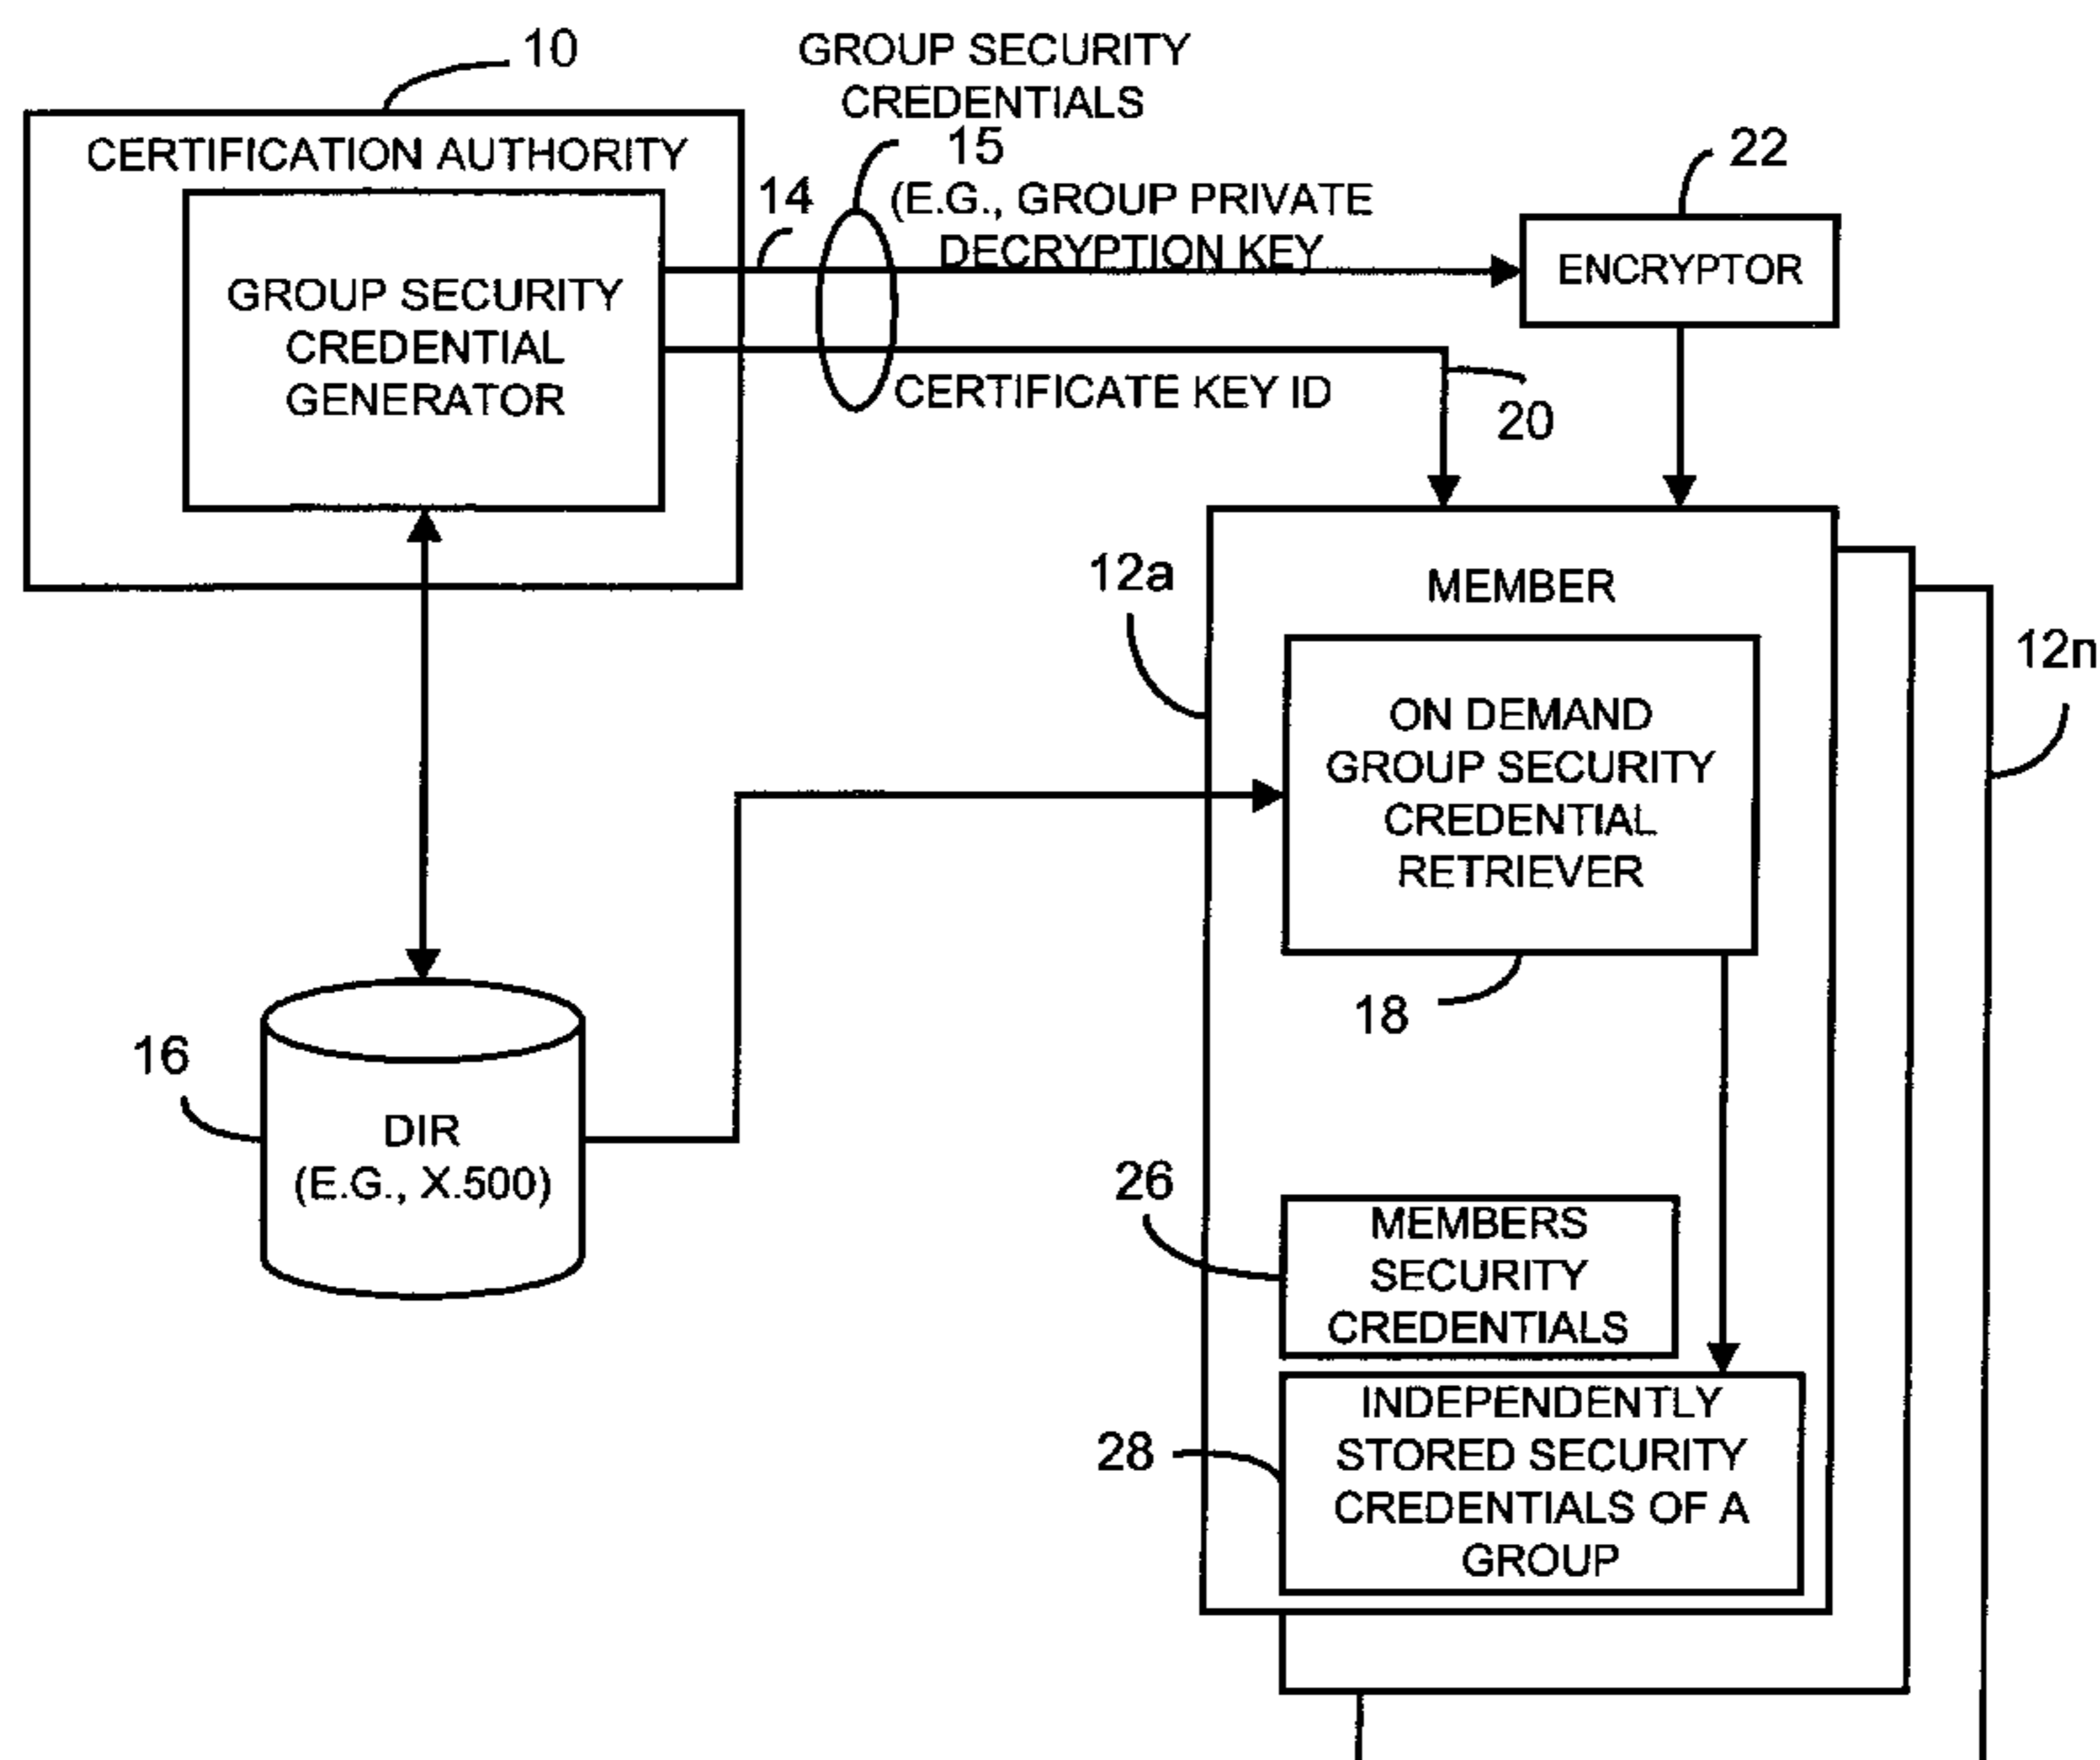 10
CERTIFICATION AUTHORITY
GROUP SECURITY
CREDENTIAL
GENERATOR
GROUP SECURITY
CREDENTIALS
15
14
(E.G., GROUP PRIVATE
DECRYPTION KEY
CERTIFICATE KEY ID
20
22
ENCRYPTOR
12a
MEMBER
12n
ON DEMAND
GROUP SECURITY
CREDENTIAL
RETRIEVER
18
16
DIR
(E.G., X.500)
26
MEMBERS
SECURITY
CREDENTIALS
28
INDEPENDENTLY
STORED SECURITY
CREDENTIALS OF A
GROUP